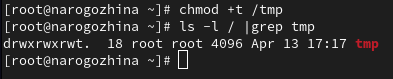 [root@narogozhina ~]# chmod +t /tmp
[root@narogozhina ~]# ls -l / |grep tmp
drwxrwxrwt.  18 root root 4096 Apr 13 17:17 tmp
[root@narogozhina ~]#